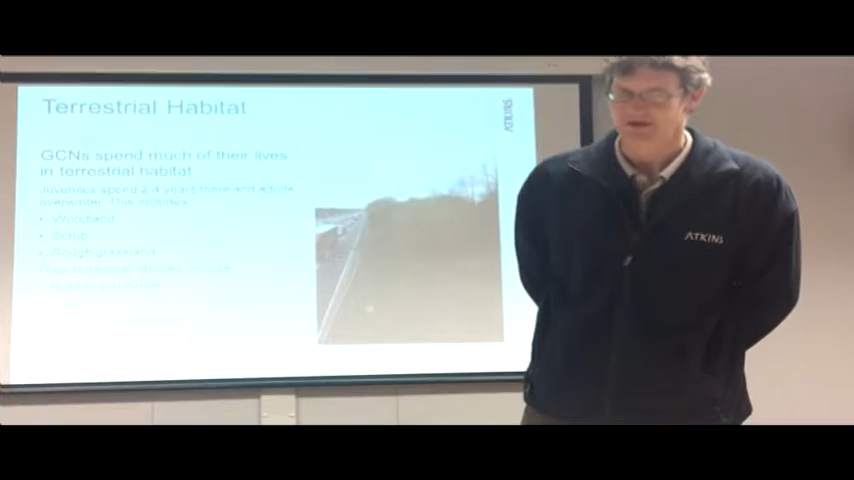 Terrestrial Habitat
ATKINS
GCNs spend much of their lives
in terrestrial habitat
Juveniles spend 2-4 years there and adults
overwinter. This includes:
• Woodland
• Scrub
• Rough grassland
ATKINS